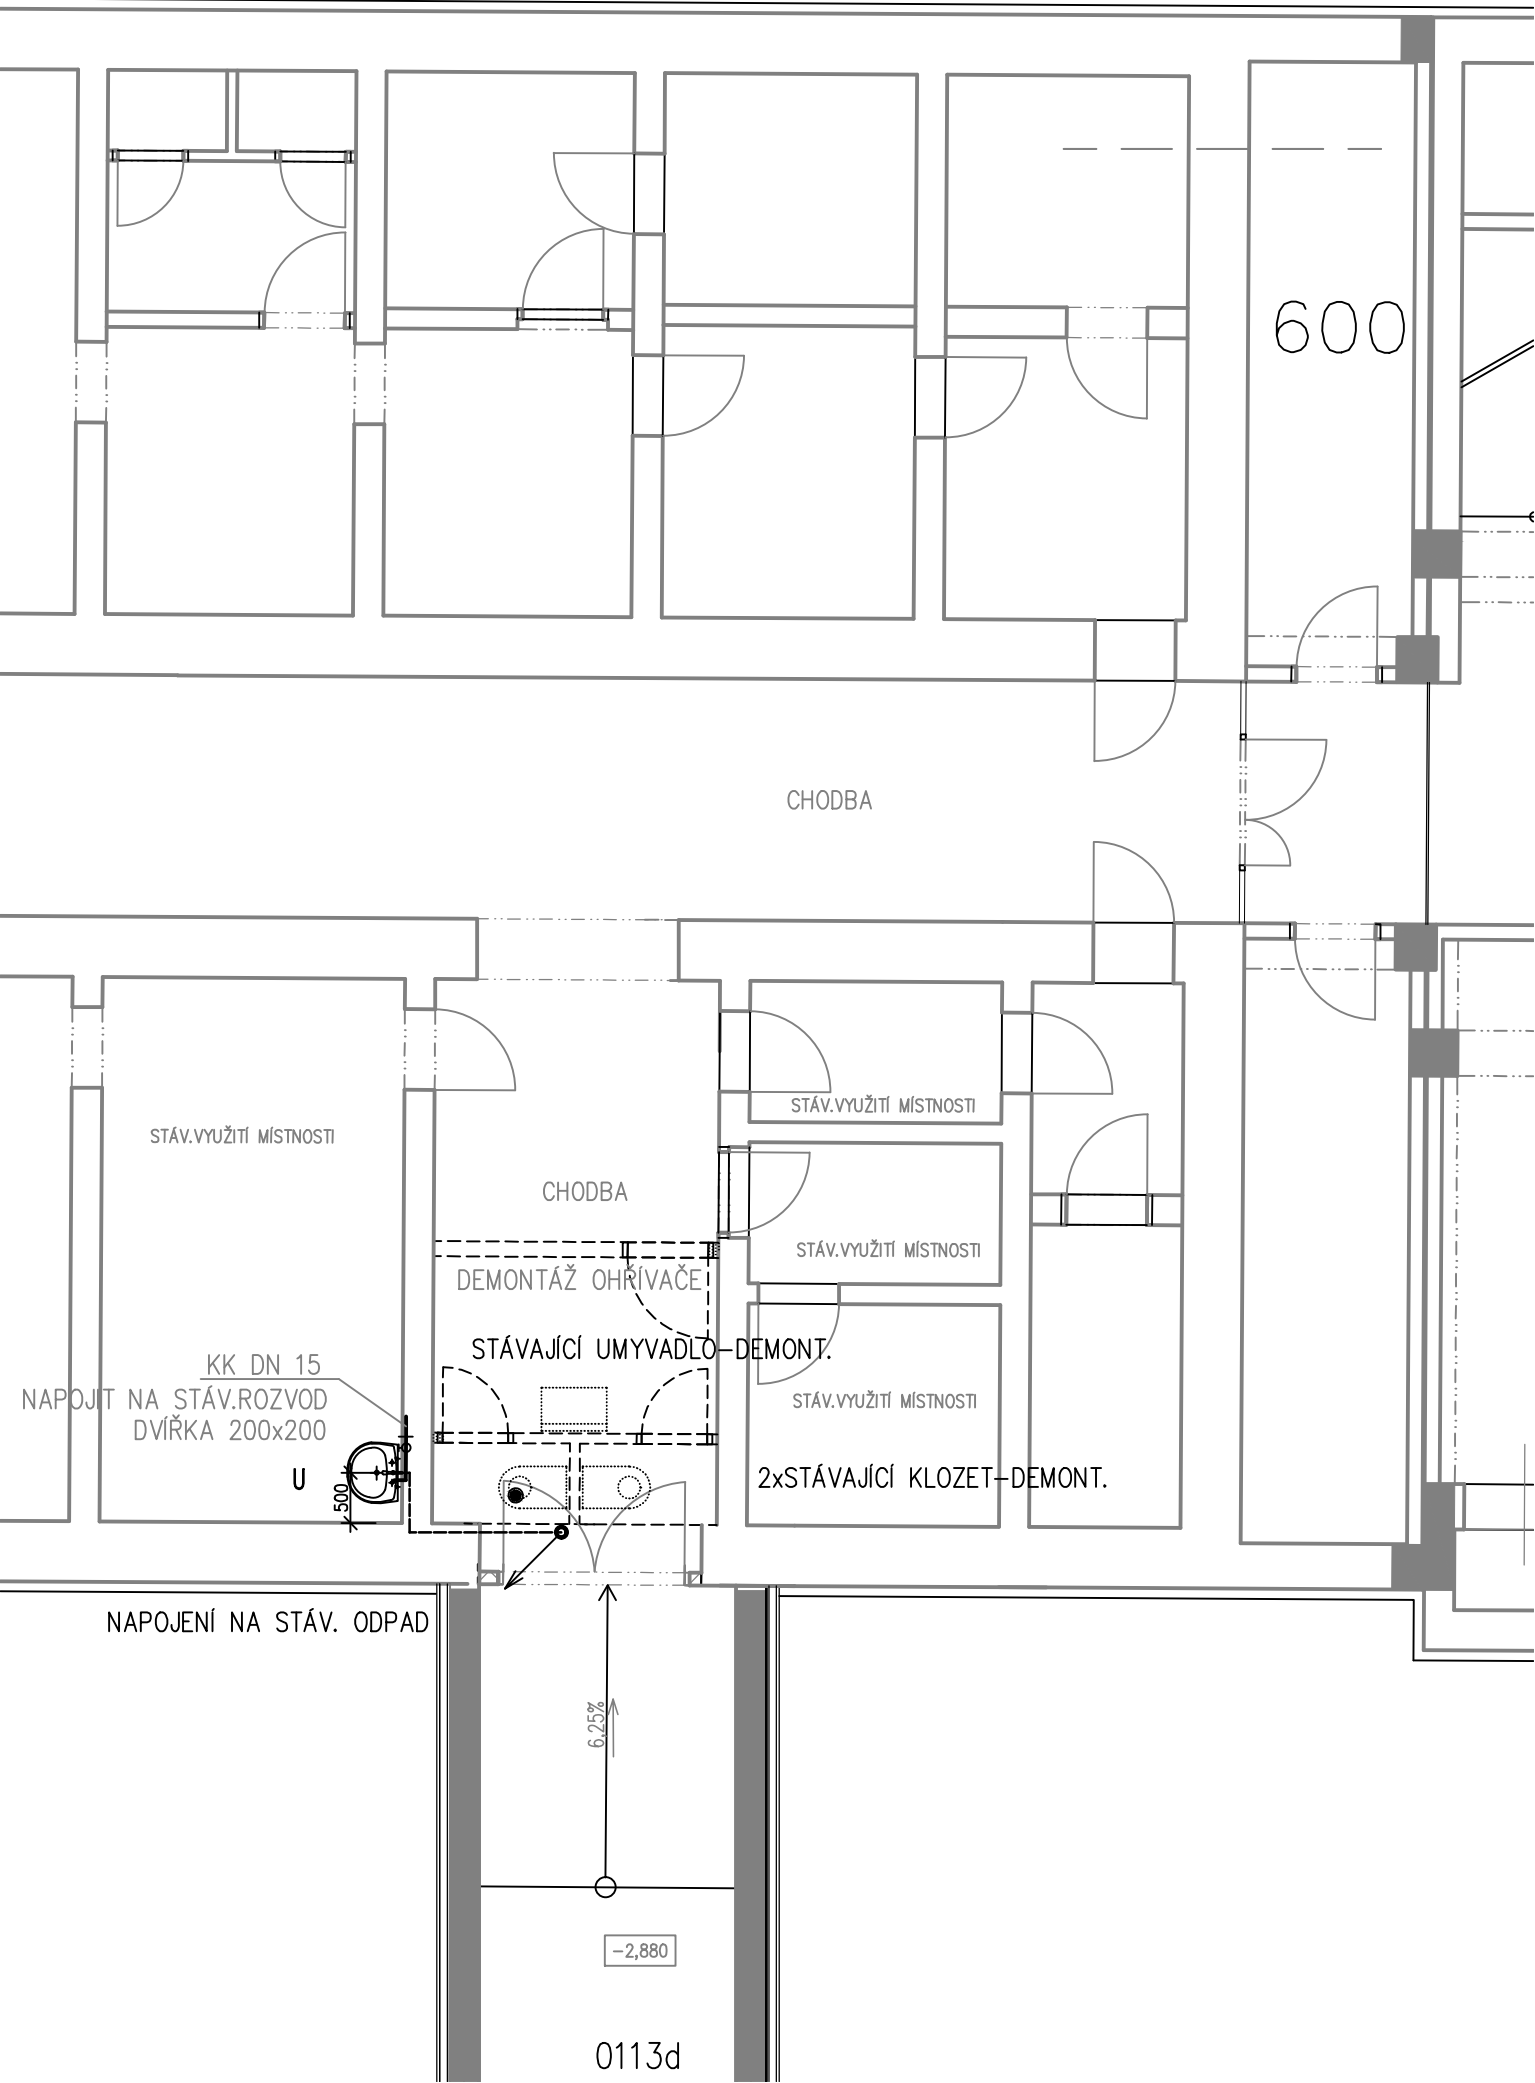 600
CHODBA
STÁV.VYUŽITÍ MÍSTNOSTI
STÁV.VYUŽITÍ MÍSTNOSTI
CHODBA
STÁV.VYUŽITÍ MÍSTNOSTI
DEMONTÁŽ OHŘÍVAČE
STÁVAJÍCÍ UMYVADLO-DEMONT.
KK DN 15
NAPOJIT NA STÁV.ROZVOD
DVÍŘKA 200x200
STÁV.VYUŽITÍ MÍSTNOSTI
U
500
2xSTÁVAJÍCÍ KLOZET-DEMONT.
NAPOJENÍ NA STÁV. ODPAD
6,25%
-2,880
0113d